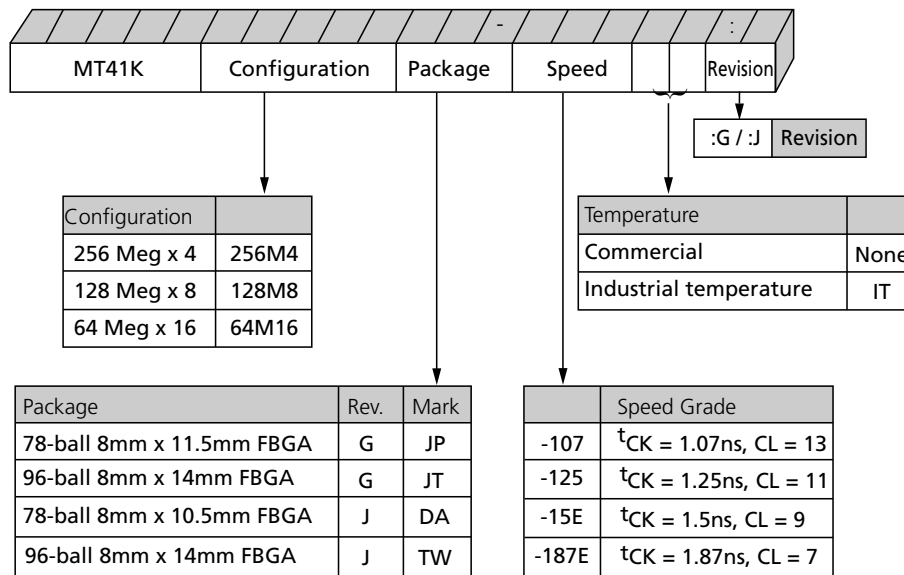 - :
MT41K Configuration Package Speed Revision
:G / :J Revision
Configuration
256 Meg x 4 256M4
128 Meg x 8 128M8
64 Meg x 16 64M16
Temperature
Commercial None
Industrial temperature IT
Package Rev. Mark
78-ball 8mm x 11.5mm FBGA G JP
96-ball 8mm x 14mm FBGA G JT
78-ball 8mm x 10.5mm FBGA J DA
96-ball 8mm x 14mm FBGA J TW
Speed Grade
-107 tCK = 1.07ns, CL = 13
-125 tCK = 1.25ns, CL = 11
-15E tCK = 1.5ns, CL = 9
-187E tCK = 1.87ns, CL = 7